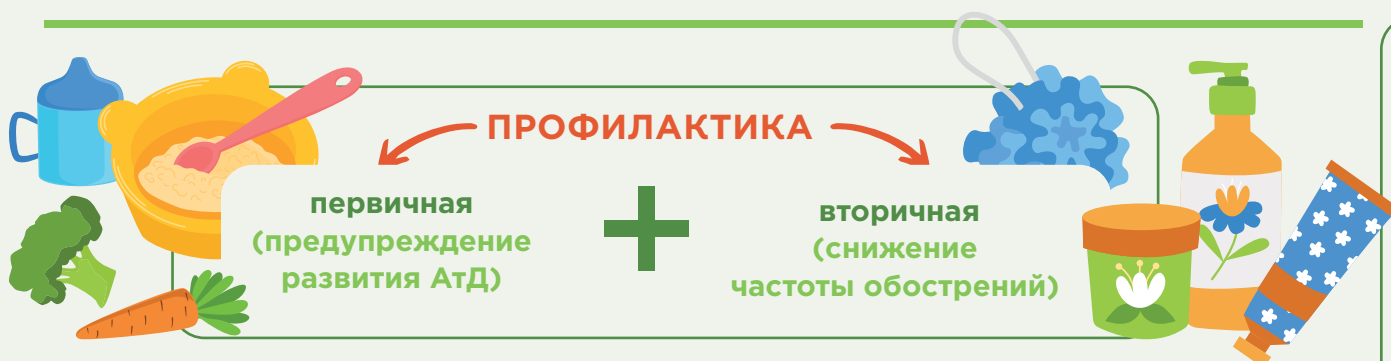 ПРОФИЛАКТИКА
первичная
(предупреждение
развития АтД)
вторичная
(снижение
частоты обострений)